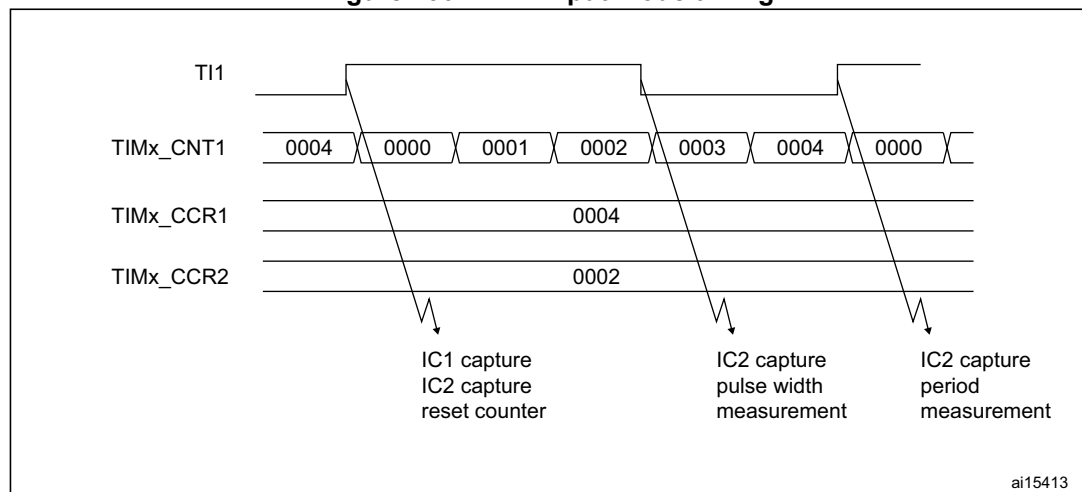 TI1
TIMx_CNT1 0004 0000 0001 0002 0003 0004 0000
TIMx_CCR1 0004
TIMx_CCR2 0002
IC1 capture
IC2 capture
reset counter
IC2 capture
pulse width
measurement
IC2 capture
period
measurement
ai15413